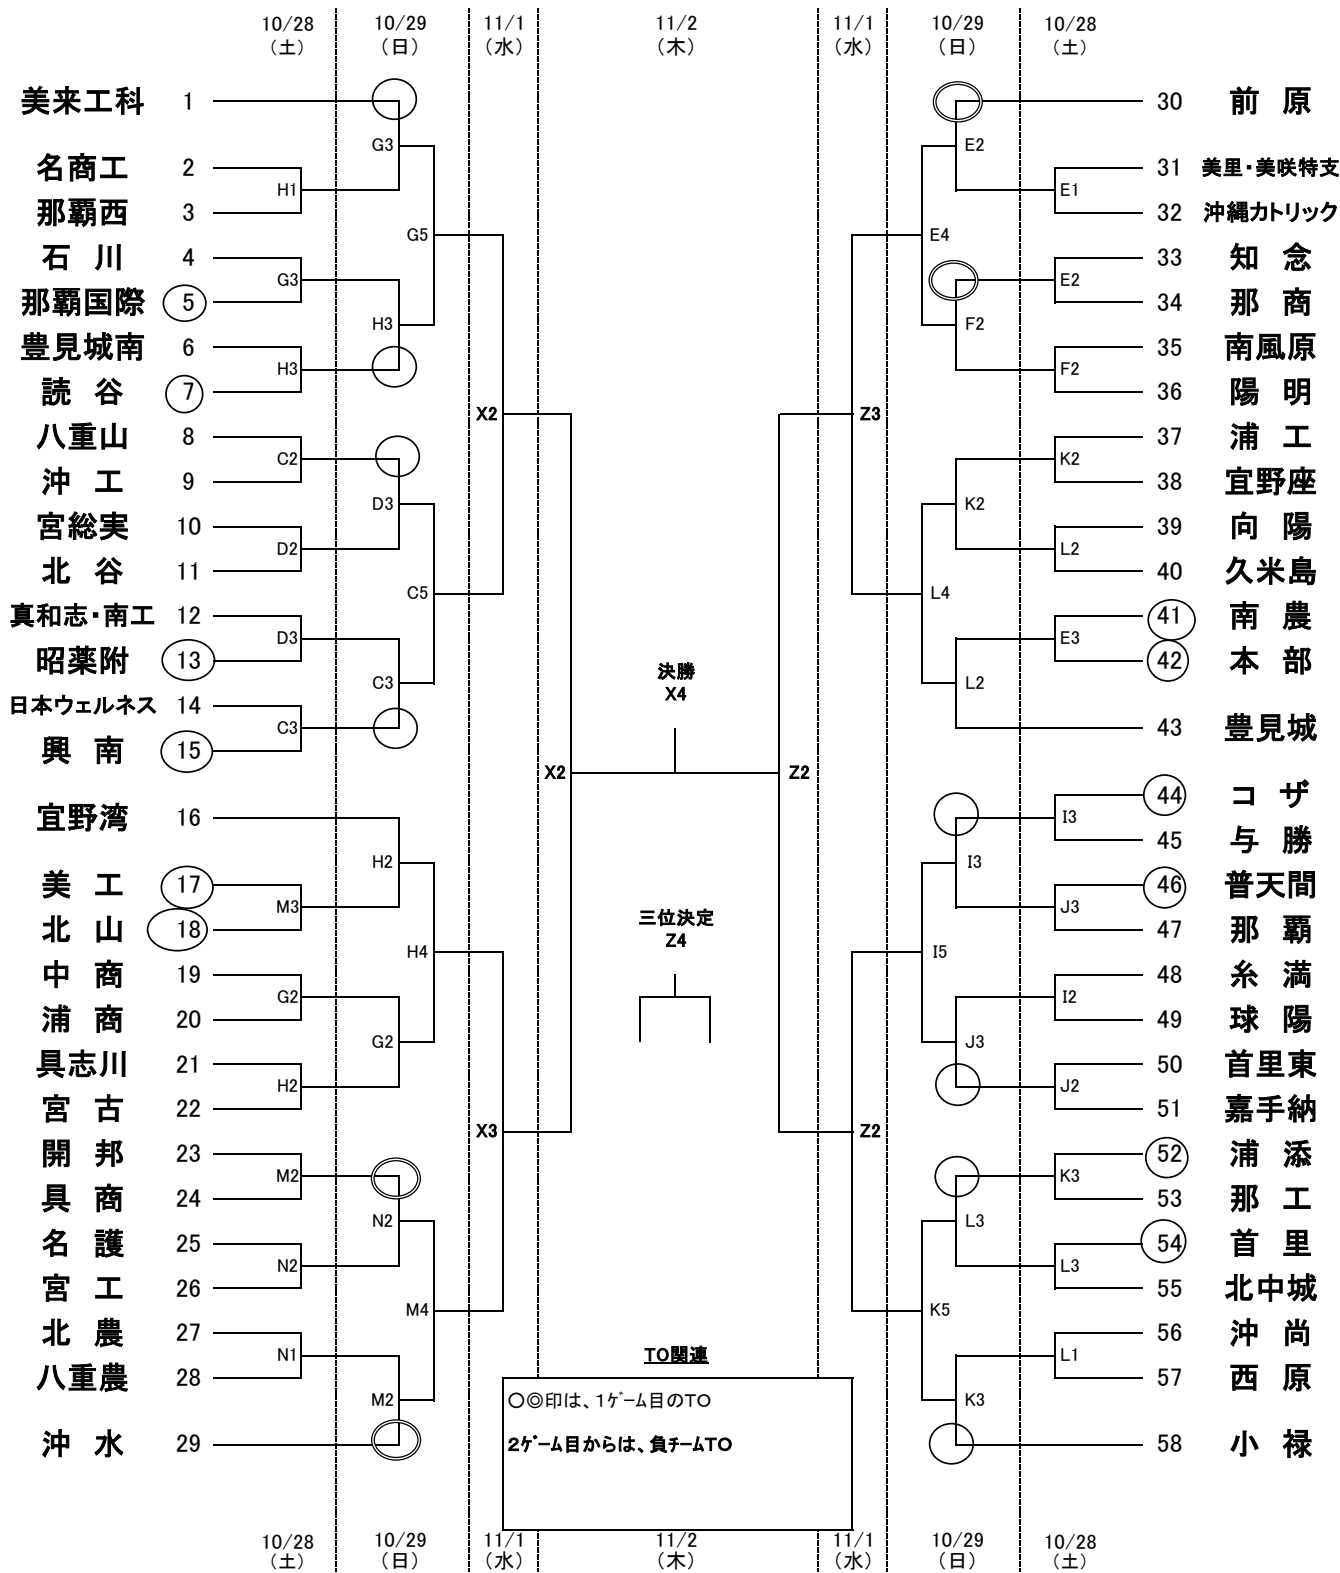 10/28 10/29 11/1 11/2 11/1 10/29 10/28
（土） （日） （水） （木） （水） （日） （土）
美来工科 1
名商工 2
那覇西 3
石 川 4
那覇国際 5
豊見城南 6
読 谷 7
八重山 8
沖 工 9
宮総実 10
北 谷 11
真和志・南工 12
昭薬附 13
日本ウェルネス 14
興 南 15
宜野湾 16
美 工 17
北 山 18
中 商 19
浦 商 20
具志川 21
宮 古 22
開 邦 23
具 商 24
名 護 25
宮 工 26
北 農 27
八重農 28
沖 水 29
H1
G3
H3
C2
D2
D3
C3
M3
G2
H2
M2
N2
N1
G3
H3
D3
C3
H2
G2
N2
M2
G5
C5
H4
M4
X2
X3
X2
決勝
X4
三位決定
Z4
Z2
Z3
Z2
E4
L4
I5
K5
E2
F2
K2
L2
I3
J3
L3
K3
E1
E2
F2
K2
L2
E3
I3
J3
I2
J2
K3
L3
L1
30 前 原
31 美里・美咲特支
32 沖縄カトリック
33 知 念
34 那 商
35 南風原
36 陽 明
37 浦 工
38 宜野座
39 向 陽
40 久米島
41 南 農
42 本 部
43 豊見城
44 コ ザ
45 与 勝
46 普天間
47 那 覇
48 糸 満
49 球 陽
50 首里東
51 嘉手納
52 浦 添
53 那 工
54 首 里
55 北中城
56 沖 尚
57 西 原
58 小 禄
TO関連
〇◎印は、1ｹﾞｰﾑ目のTO
2ｹﾞｰﾑ目からは、負ﾁｰﾑTO
10/28 10/29 11/1 11/2 11/1 10/29 10/28
（土） （日） （水） （木） （水） （日） （土）